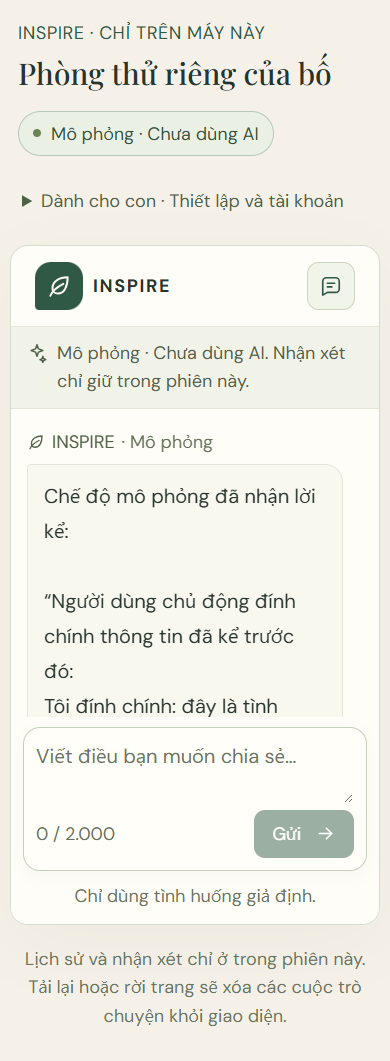 INSPIRE · CHỈ TRÊN MÁY NÀY
Phòng thử riêng của bố
Mô phỏng · Chưa dùng AI
Dành cho con · Thiết lập và tài khoản
INSPIRE
Mô phỏng · Chưa dùng AI. Nhận xét
chỉ giữ trong phiên này.
INSPIRE · Mô phỏng
Chế độ mô phỏng đã nhận lời
kể:
“Người dùng chủ động đính
chính thông tin đã kể trước
đó:
Tôi đính chính: đây là tình
Viết điều bạn muốn chia sẻ...
0 / 2.000
Gửi →
Chỉ dùng tình huống giả định.
Lịch sử và nhận xét chỉ ở trong phiên này.
Tải lại hoặc rời trang sẽ xóa các cuộc trò
chuyện khỏi giao diện.